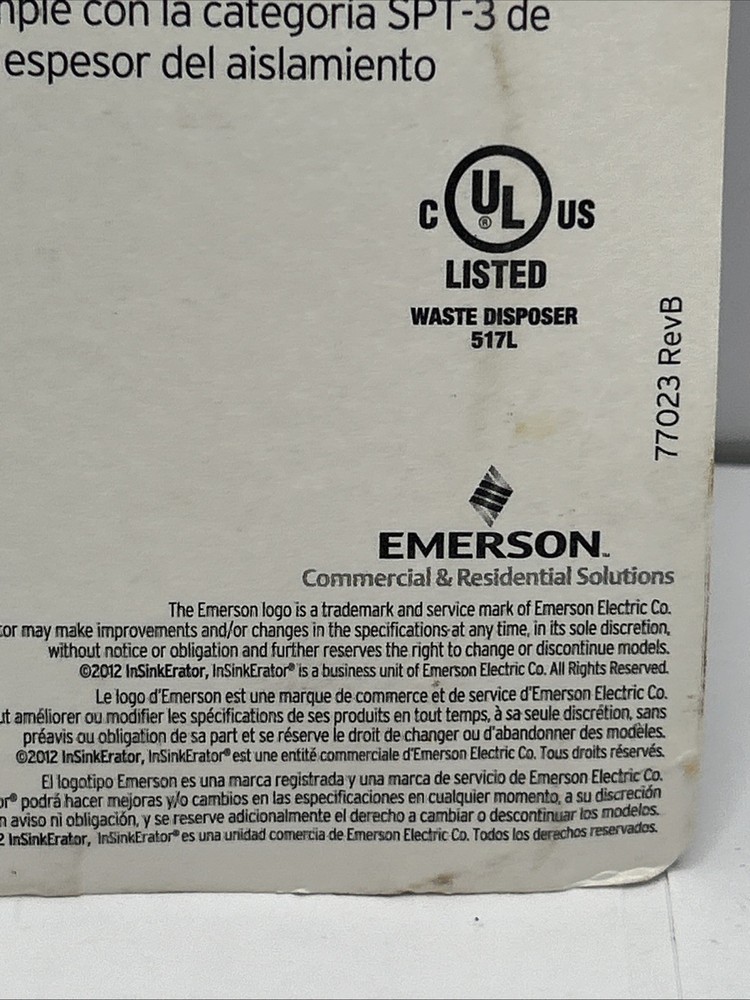 con la categoría SPT-3 de
espesor del aislamiento
C UL® US
LISTED
WASTE DISPOSER
517L
77023 RevB
EMERSON™
Commercial & Residential Solutions
The Emerson logo is a trademark and service mark of Emerson Electric Co.
may make improvements and/or changes in the specifications at any time, in its sole discretion,
without notice or obligation and further reserves the right to change or discontinue models.
©2012 InSinkErator, InSinkErator® is a business unit of Emerson Electric Co. All Rights Reserved.
Le logo d'Emerson est une marque de commerce et de service d'Emerson Electric Co.
améliorer ou modifier les spécifications de ses produits en tout temps, à sa seule discrétion, sans
préavis ou obligation de sa part et se réserve le droit de changer ou d'abandonner des modèles.
©2012 InSinkErator, InSinkErator® est une entité commerciale d'Emerson Electric Co. Tous droits réservés.
El logotipo Emerson es una marca registrada y una marca de servicio de Emerson Electric Co.
podrá hacer mejoras y/o cambios en las especificaciones en cualquier momento, a su discreción
aviso ni obligación, y se reserve adicionalmente el derecho a cambiar o descontinuar los modelos.
InSinkErator, InSinkErator® es una unidad comercia de Emerson Electric Co. Todos los derechos reservados.